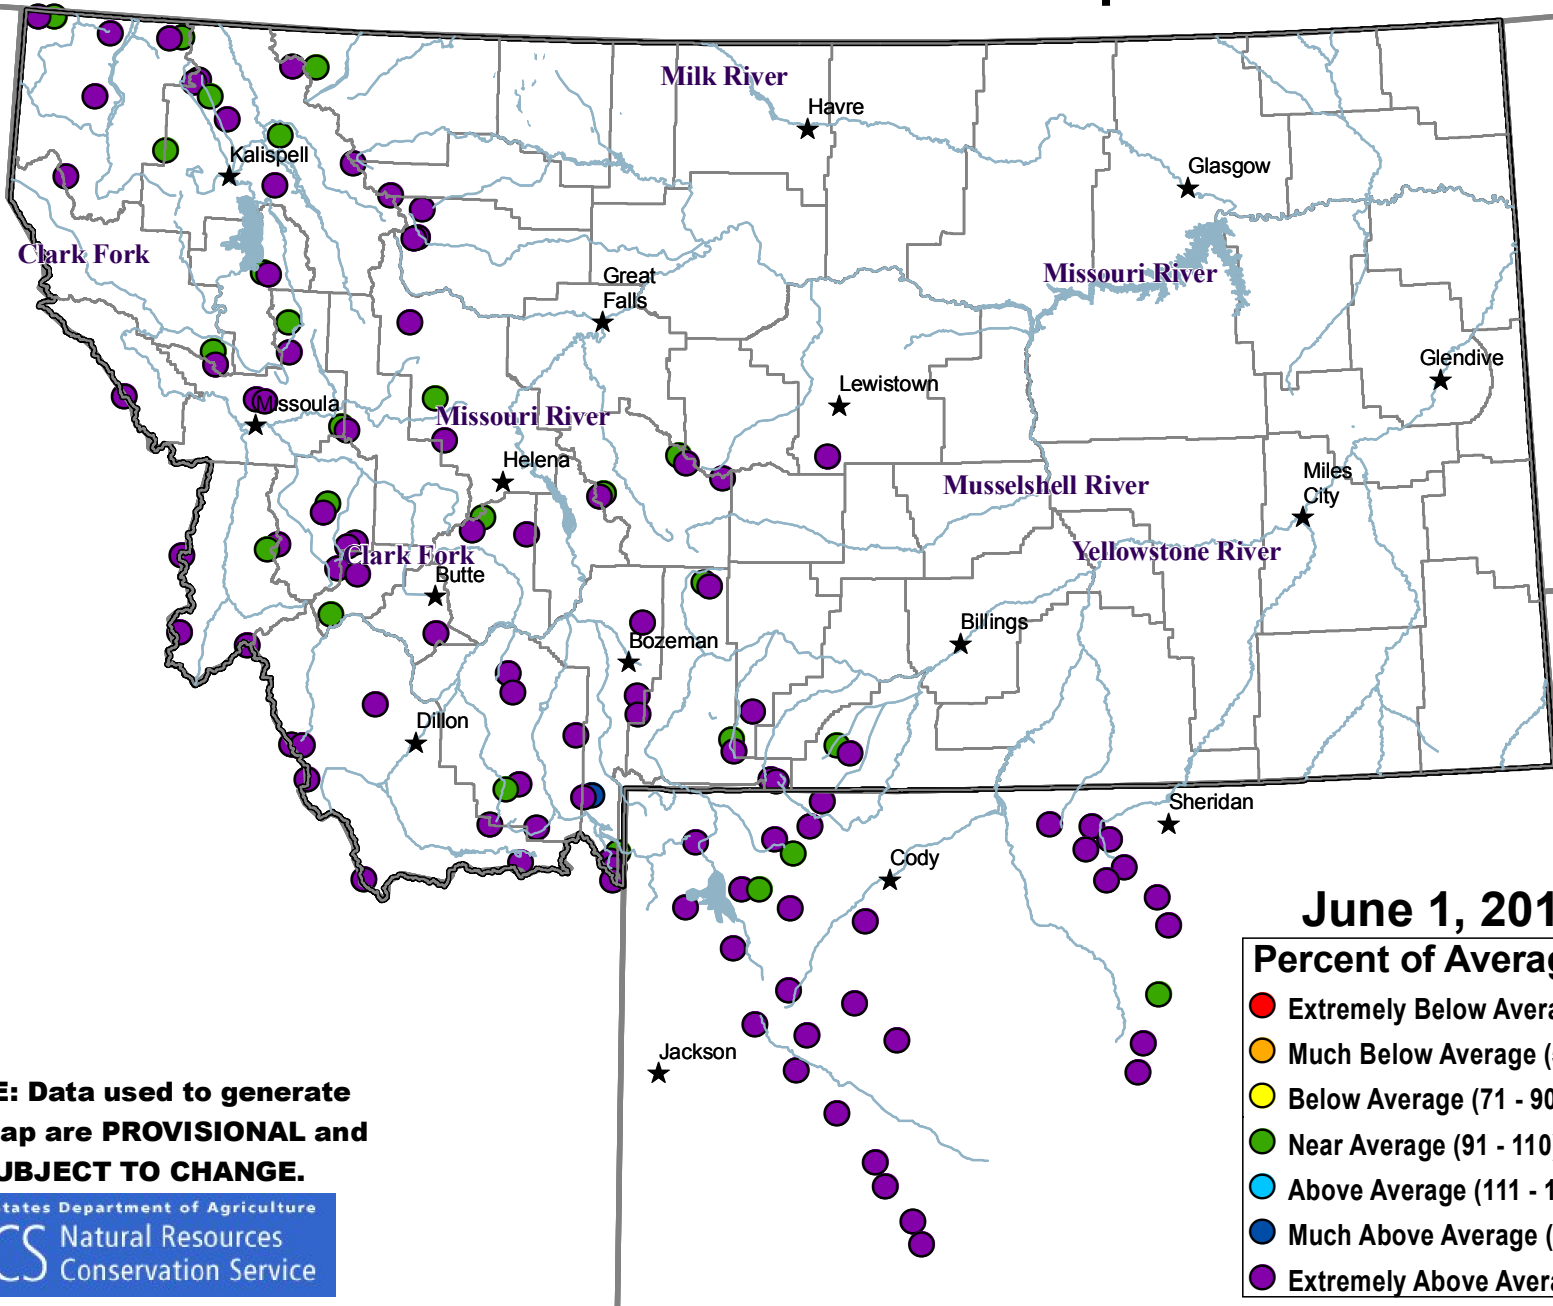 Milk River
Havre
Kalispell
Glasgow
Clark Fork
Great
Falls
Missouri River
Glendive
Lewistown
Missoula
Missouri River
Helena
Miles
City
Musselshell River
Clark Fork
Yellowstone River
Butte
Billings
Bozeman
Dillon
Sheridan
Cody
Jackson
June 1, 201
Percent of Averag
Extremely Below Avera
Much Below Average (
Below Average (71 - 90
Near Average (91 - 110
Above Average (111 - 1
Much Above Average (
Extremely Above Avera
E: Data used to generate
ap are PROVISIONAL and
UBJECT TO CHANGE.
tates Department of Agriculture
CS Natural Resources
Conservation Service